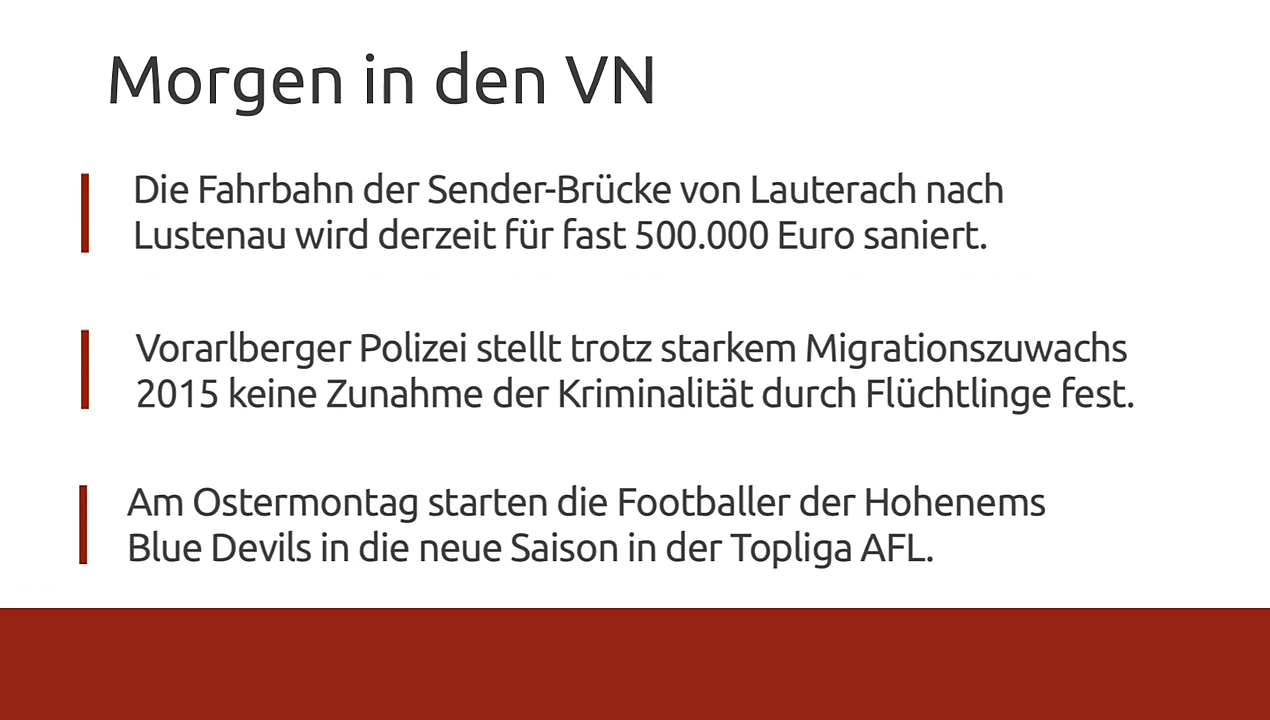 Morgen in den VN
Die Fahrbahn der Sender-Brücke von Lauterach nach
Lustenau wird derzeit für fast 500.000 Euro saniert.
Vorarlberger Polizei stellt trotz starkem Migrationszuwachs
2015 keine Zunahme der Kriminalität durch Flüchtlinge fest.
Am Ostermontag starten die Footballer der Hohenems
Blue Devils in die neue Saison in der Topliga AFL.